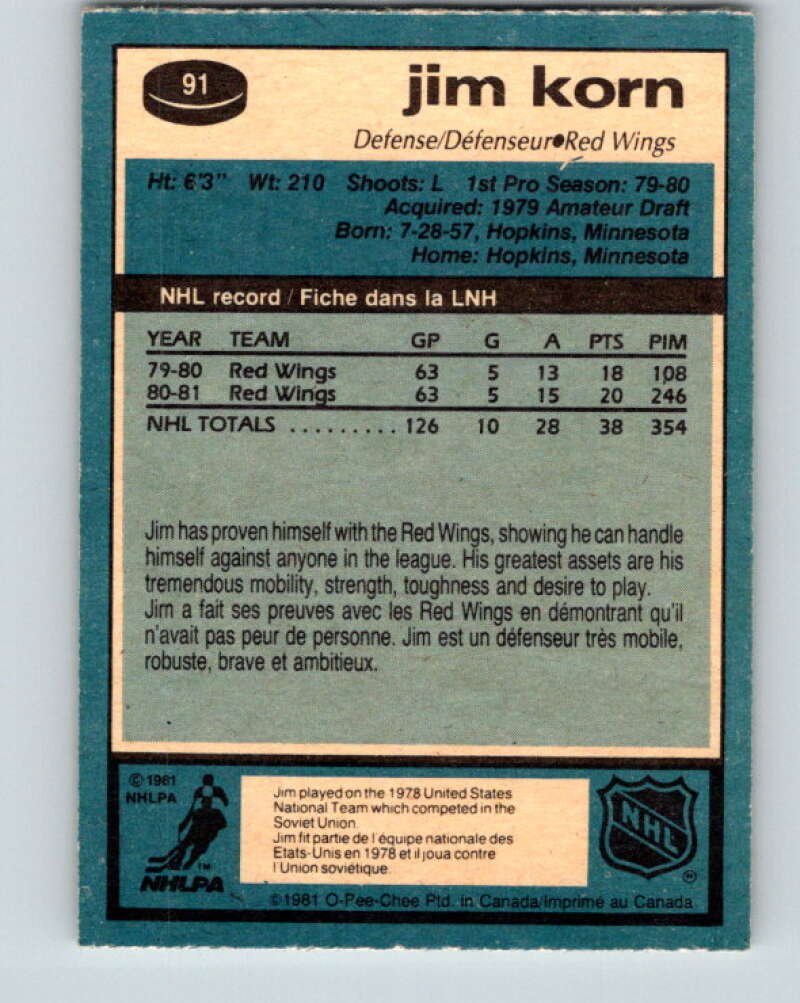 91
jim korn
Defense/Défenseur●Red Wings
Ht: 6'3" Wt: 210 Shoots: L 1st Pro Season: 79-80
Acquired: 1979 Amateur Draft
Born: 7-28-57, Hopkins, Minnesota
Home: Hopkins, Minnesota
NHL record / Fiche dans la LNH
YEAR TEAM GP G A PTS PIM
79-80 Red Wings 63 5 13 18 108
80-81 Red Wings 63 5 15 20 246
NHL TOTALS .......... 126 10 28 38 354
Jim has proven himself with the Red Wings, showing he can handle
himself against anyone in the league. His greatest assets are his
tremendous mobility, strength, toughness and desire to play.
Jim a fait ses preuves avec les Red Wings en démontrant qu'il
n'avait pas peur de personne. Jim est un défenseur très mobile,
robuste, brave et ambitieux.
© 1981
NHLPA
TM
NHLPA
Jim played on the 1978 United States
National Team which competed in the
Soviet Union.
Jim fit partie de l'équipe nationale des
Etats-Unis en 1978 et il joua contre
l'Union soviétique.
NHL
®
©1981 O-Pee-Chee Ptd. in Canada/Imprimé au Canada